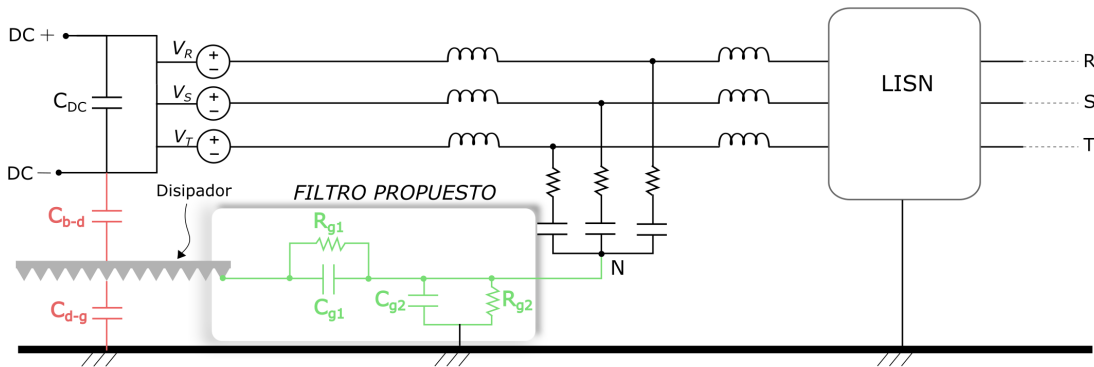 DC +
V_R
R
C_DC
V_S
LISN
S
V_T
T
DC −
Disipador
FILTRO PROPUESTO
C_b-d
R_g1
N
C_g1
C_g2
R_g2
C_d-g